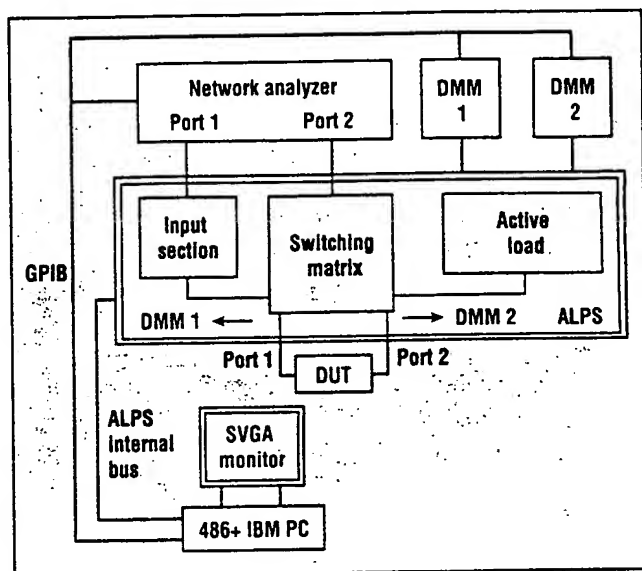 Network analyzer
Port 1 Port 2
DMM 1
DMM 2
Input section
Switching matrix
Active load
GPIB
DMM 1 DMM 2 ALPS
Port 1 Port 2
DUT
ALPS internal bus
SVGA monitor
486+ IBM PC